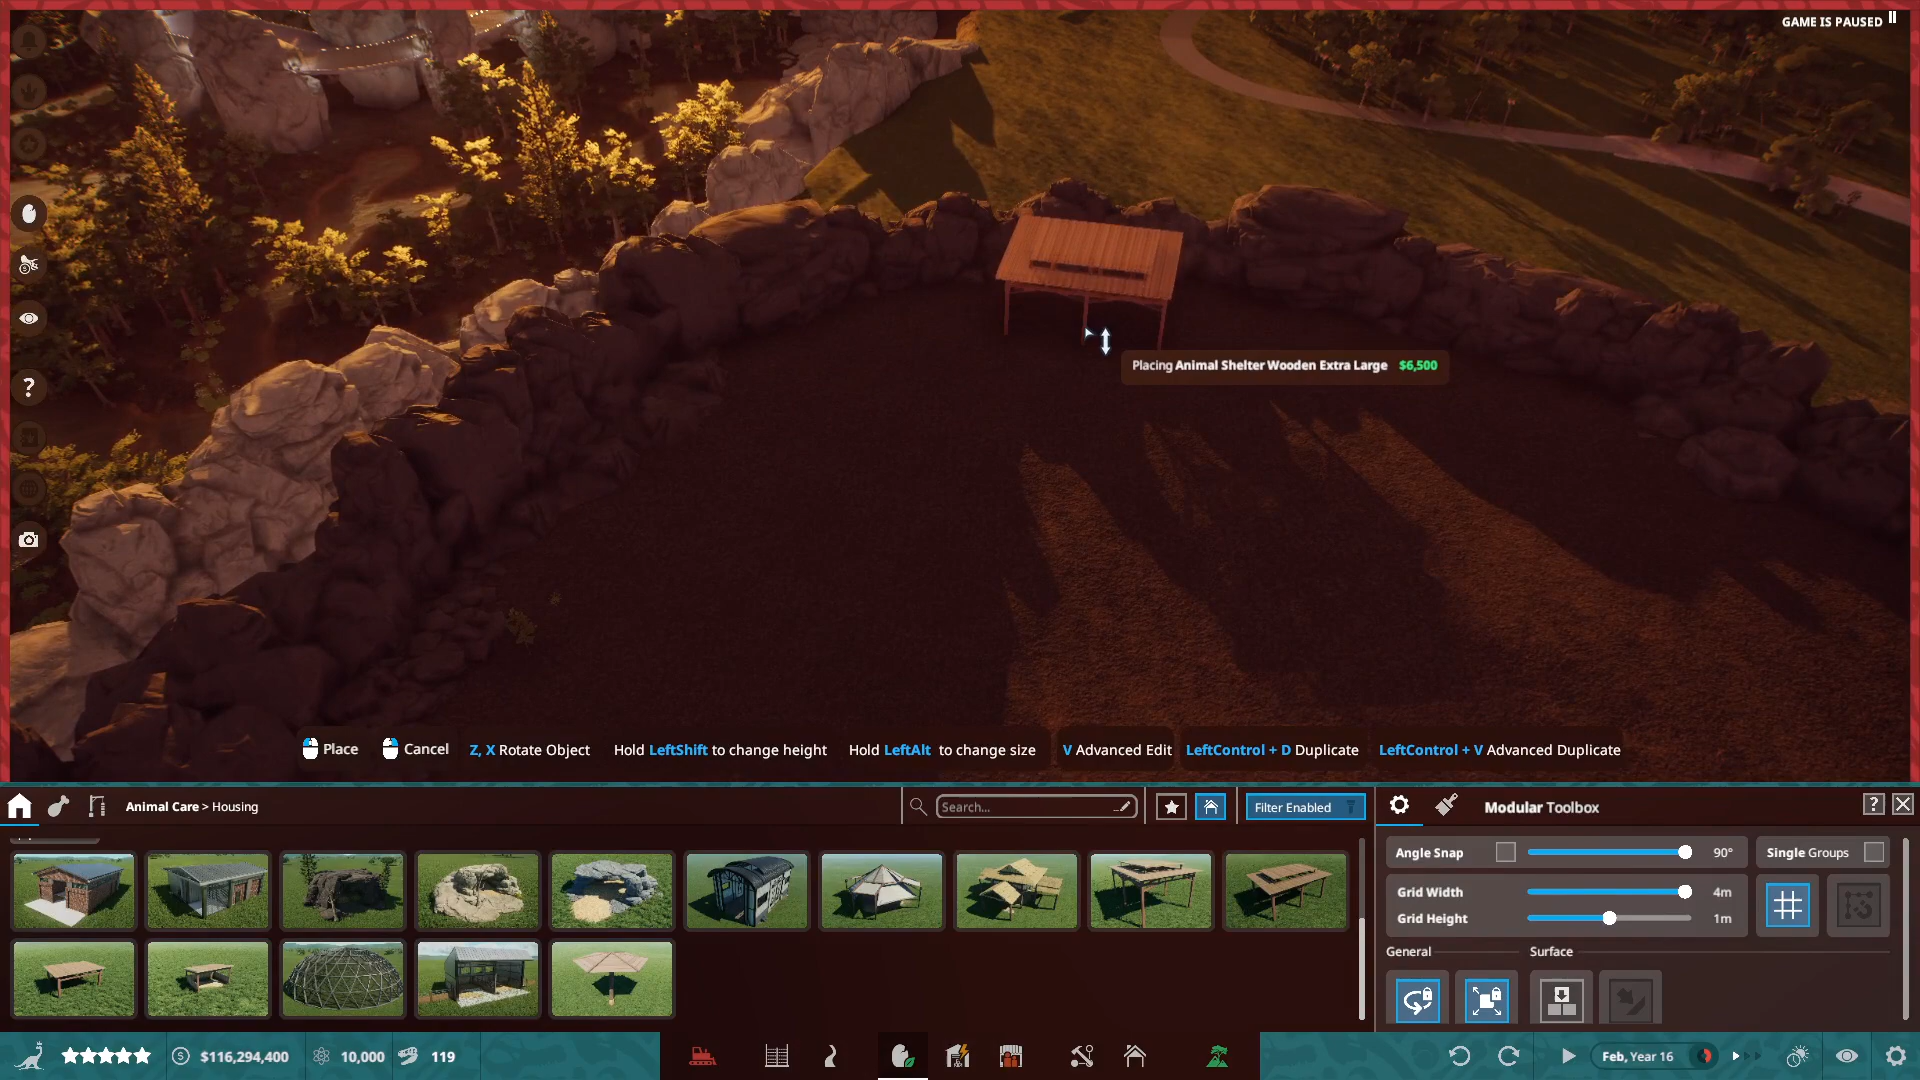 GAME IS PAUSED
Placing Animal Shelter Wooden Extra Large $6,500
Place
Cancel
Z, X Rotate Object
Hold LeftShift to change height
Hold LeftAlt to change size
V Advanced Edit
LeftControl + D Duplicate
LeftControl + V Advanced Duplicate
Animal Care > Housing
Search...
Filter Enabled
Modular Toolbox
?
Angle Snap
90°
Single Groups
Grid Width
4m
Grid Height
1m
General
Surface
$116,294,400
10,000
119
Feb, Year 16